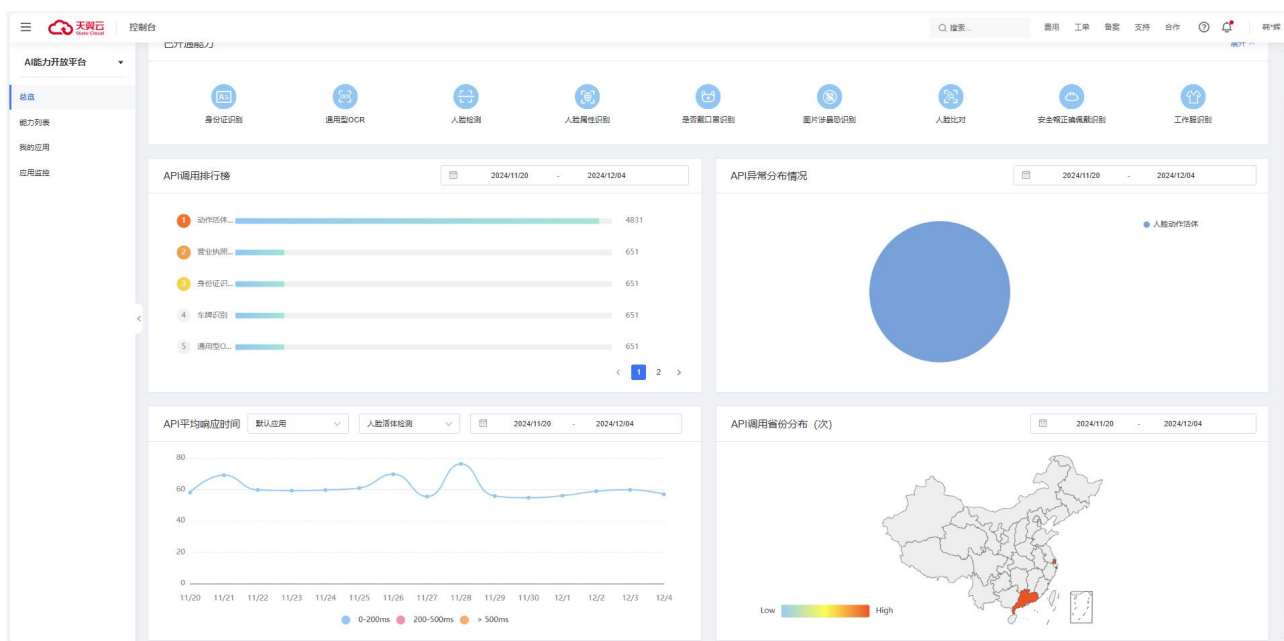 天翼云
State Cloud
控制台
搜索...
费用
工单
备案
支持
合作
韩*辉
AI能力开放平台
总览
能力列表
我的应用
应用监控
已开通能力
展开
身份证识别
通用型OCR
人脸检测
人脸属性识别
是否戴口罩识别
图片涉暴恐识别
人脸比对
安全帽正确佩戴识别
工作服识别
API调用排行榜
2024/11/20 - 2024/12/04
1 动作活体... 4831
2 营业执照... 651
3 身份证识... 651
4 车牌识别 651
5 通用型O... 651
< 1 2 >
API异常分布情况
2024/11/20 - 2024/12/04
人脸动作活体
API平均响应时间
默认应用
人脸活体检测
2024/11/20 - 2024/12/04
80
60
40
20
0
11/20 11/21 11/22 11/23 11/24 11/25 11/26 11/27 11/28 11/29 11/30 12/1 12/2 12/3 12/4
0-200ms 200-500ms > 500ms
API调用省份分布 (次)
2024/11/20 - 2024/12/04
Low High